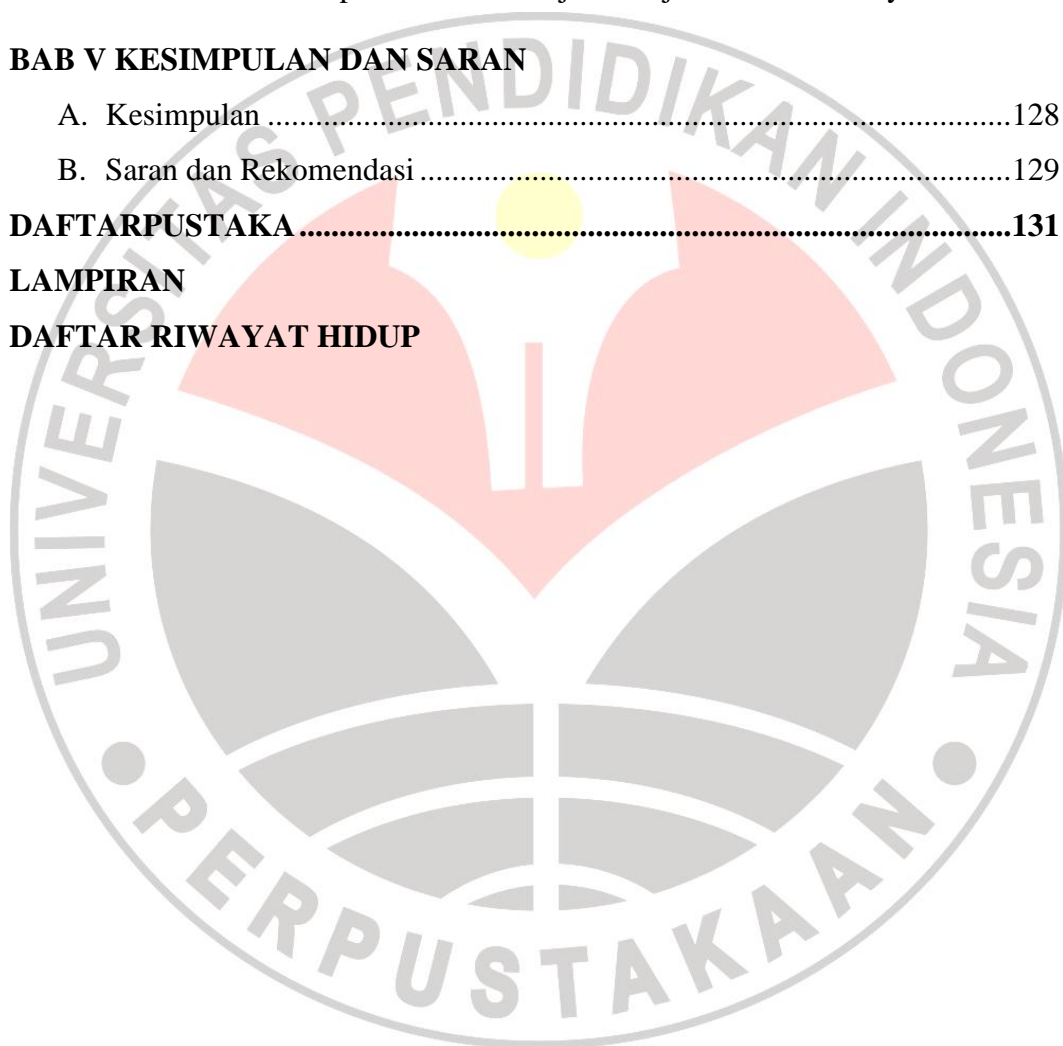 BAB V KESIMPULAN DAN SARAN
A. Kesimpulan ..........................................................................................128
B. Saran dan Rekomendasi ......................................................................129
DAFTARPUSTAKA ....................................................................................131
LAMPIRAN
DAFTAR RIWAYAT HIDUP
UNIVERSITAS PENDIDIKAN INDONESIA
PERPUSTAKAAN